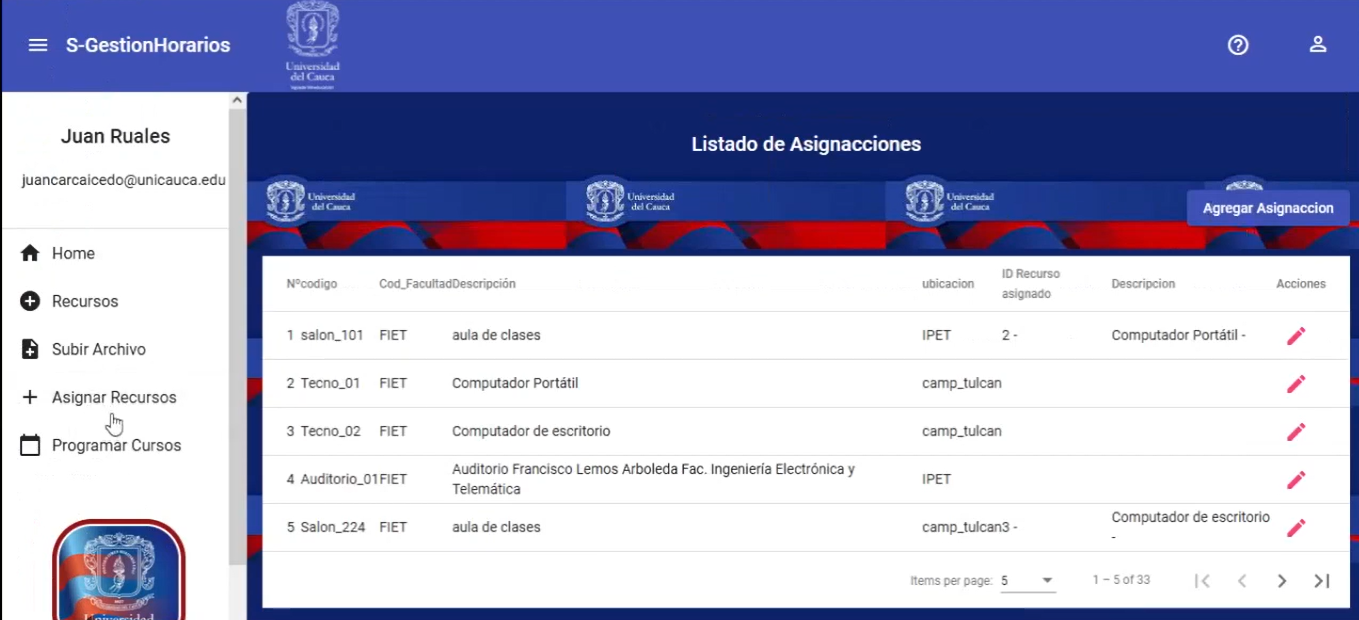 S-GestionHorarios
Universidad
del Cauca
Juan Ruales
juancarcaicedo@unicauca.edu
Home
Recursos
Subir Archivo
Asignar Recursos
Programar Cursos
Universidad
Listado de Asignacciones
Universidad
del Cauca
Universidad
del Cauca
Universidad
del Cauca
Agregar Asignaccion
Nº codigo Cod_Facultad Descripción ubicacion ID Recurso asignado Descripcion Acciones
1 salon_101 FIET aula de clases IPET 2 - Computador Portátil -
2 Tecno_01 FIET Computador Portátil camp_tulcan
3 Tecno_02 FIET Computador de escritorio camp_tulcan
4 Auditorio_01 FIET Auditorio Francisco Lemos Arboleda Fac. Ingeniería Electrónica y Telemática IPET
5 Salon_224 FIET aula de clases camp_tulcan 3 - Computador de escritorio -
Items per page: 5 1 – 5 of 33